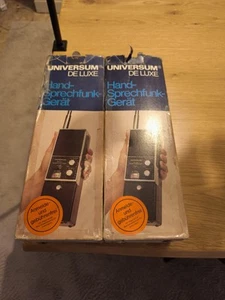 UNIVERSUM
DE LUXE
Hand-
Sprechfunk-
Gerät
UNIVERSUM
DE LUXE
Hand-
Sprechfunk-
Gerät